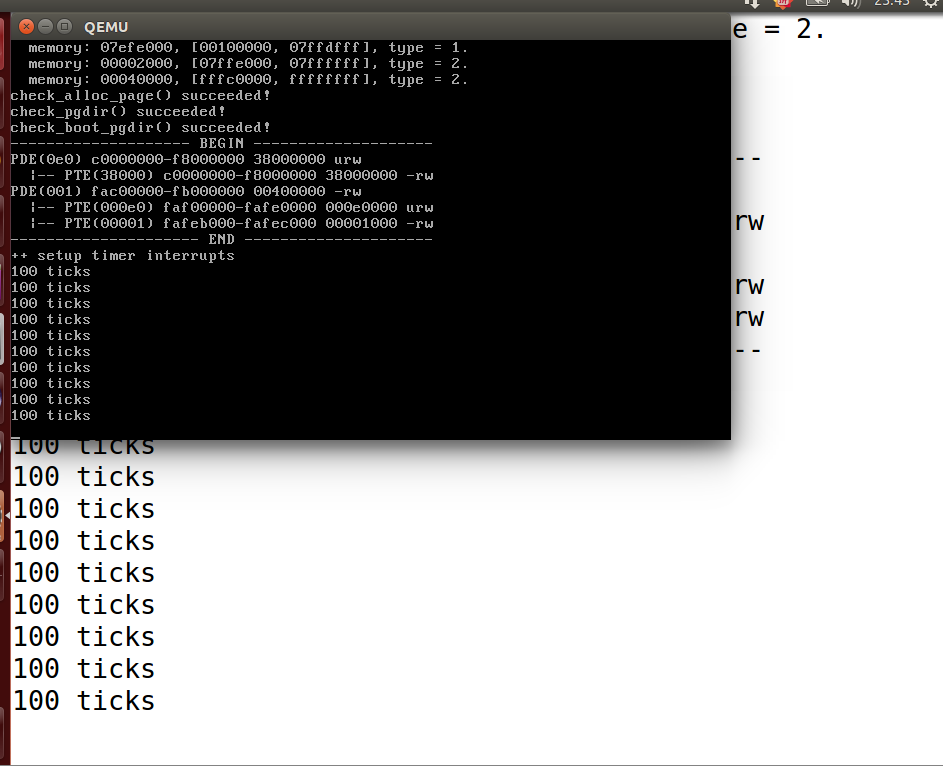 23:43
QEMU
memory: 07efe000, [00100000, 07ffdfff], type = 1.
memory: 00002000, [07ffe000, 07ffffff], type = 2.
memory: 00040000, [fffc0000, ffffffff], type = 2.
check_alloc_page() succeeded!
check_pgdir() succeeded!
check_boot_pgdir() succeeded!
-------------------- BEGIN --------------------
PDE(0e0) c0000000-f8000000 38000000 urw
|-- PTE(38000) c0000000-f8000000 38000000 -rw
PDE(001) fac00000-fb000000 00400000 -rw
|-- PTE(000e0) faf00000-fafe0000 000e0000 urw
|-- PTE(00001) fafeb000-fafec000 00001000 -rw
--------------------- END ---------------------
++ setup timer interrupts
100 ticks
100 ticks
100 ticks
100 ticks
100 ticks
100 ticks
100 ticks
100 ticks
100 ticks
100 ticks
e = 2.
--
rw
rw
rw
--
100 ticks
100 ticks
100 ticks
100 ticks
100 ticks
100 ticks
100 ticks
100 ticks
100 ticks